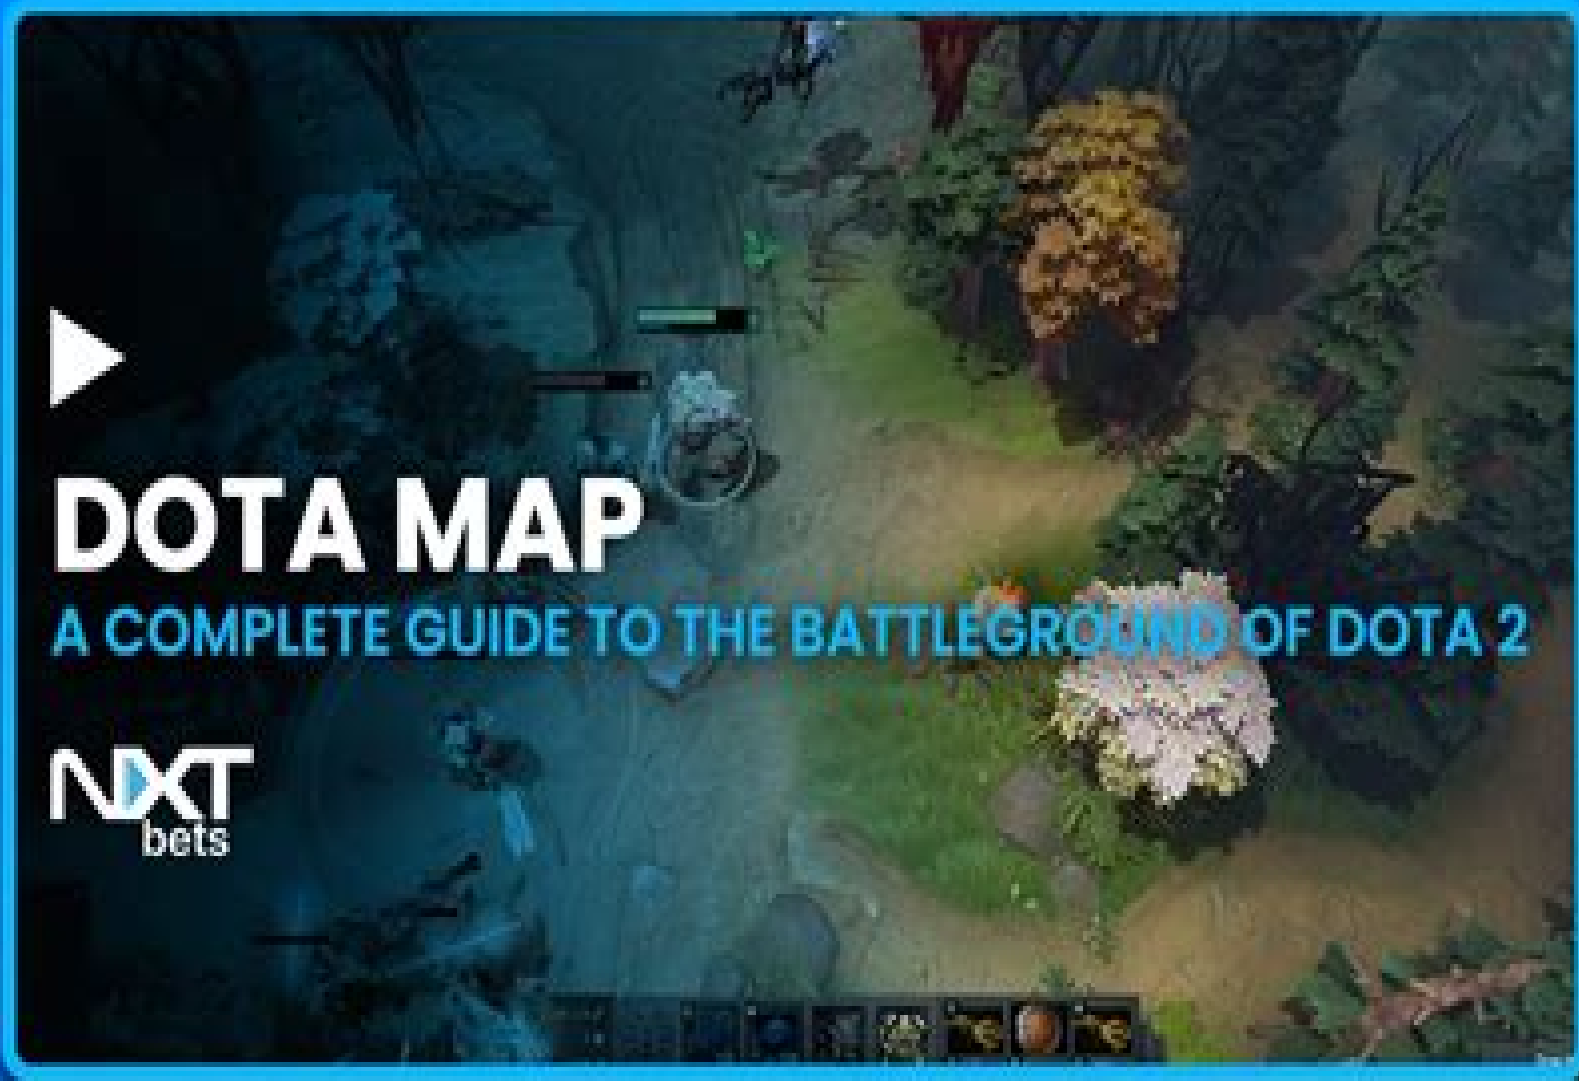 DOTA MAP
A COMPLETE GUIDE TO THE BATTLEGROUND OF DOTA 2
NXT
bets